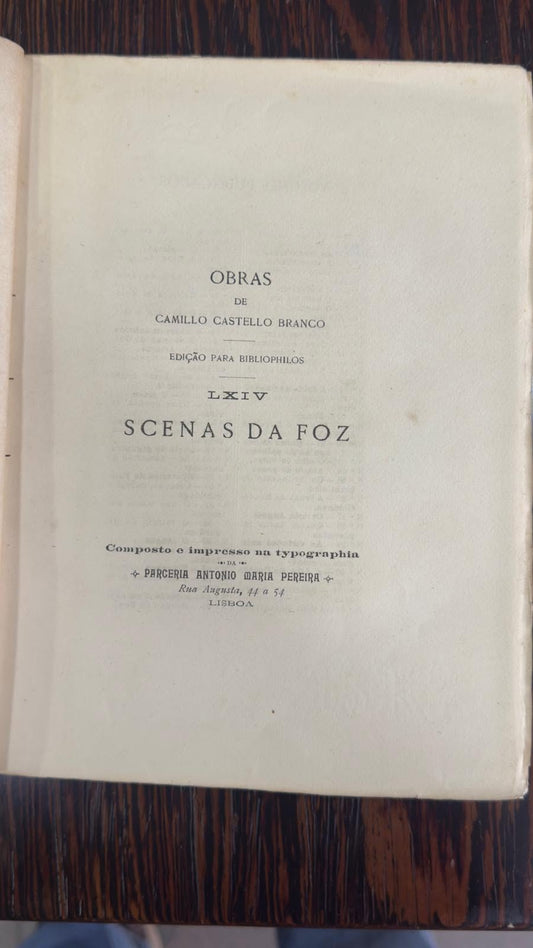 OBRAS
DE
CAMILLO CASTELLO BRANCO
EDIÇÃO PARA BIBLIOPHILOS
LXIV
SCENAS DA FOZ
Composto e impresso na typographia
DA
PARCERIA ANTONIO MARIA PEREIRA
Rua Augusta, 44 a 54
LISBOA